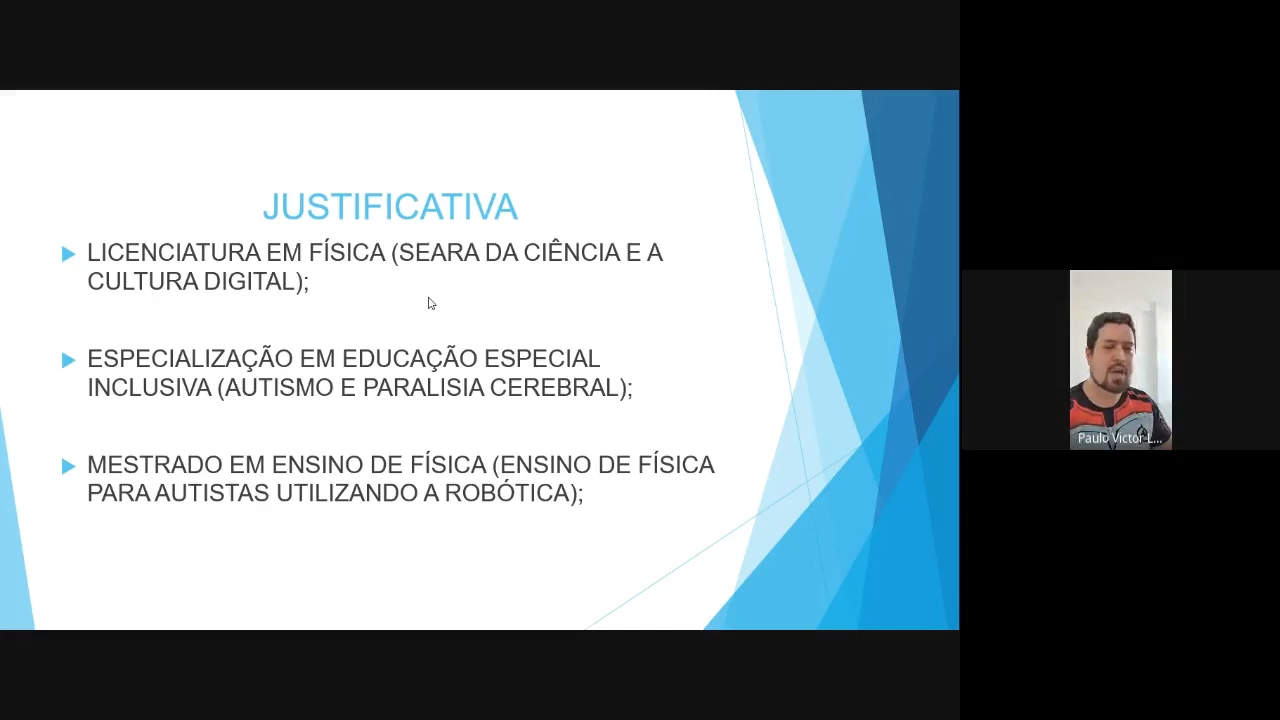 JUSTIFICATIVA
LICENCIATURA EM FÍSICA (SEARA DA CIÊNCIA E A
CULTURA DIGITAL);
ESPECIALIZAÇÃO EM EDUCAÇÃO ESPECIAL
INCLUSIVA (AUTISMO E PARALISIA CEREBRAL);
MESTRADO EM ENSINO DE FÍSICA (ENSINO DE FÍSICA
PARA AUTISTAS UTILIZANDO A ROBÓTICA);
Paulo Victor L...